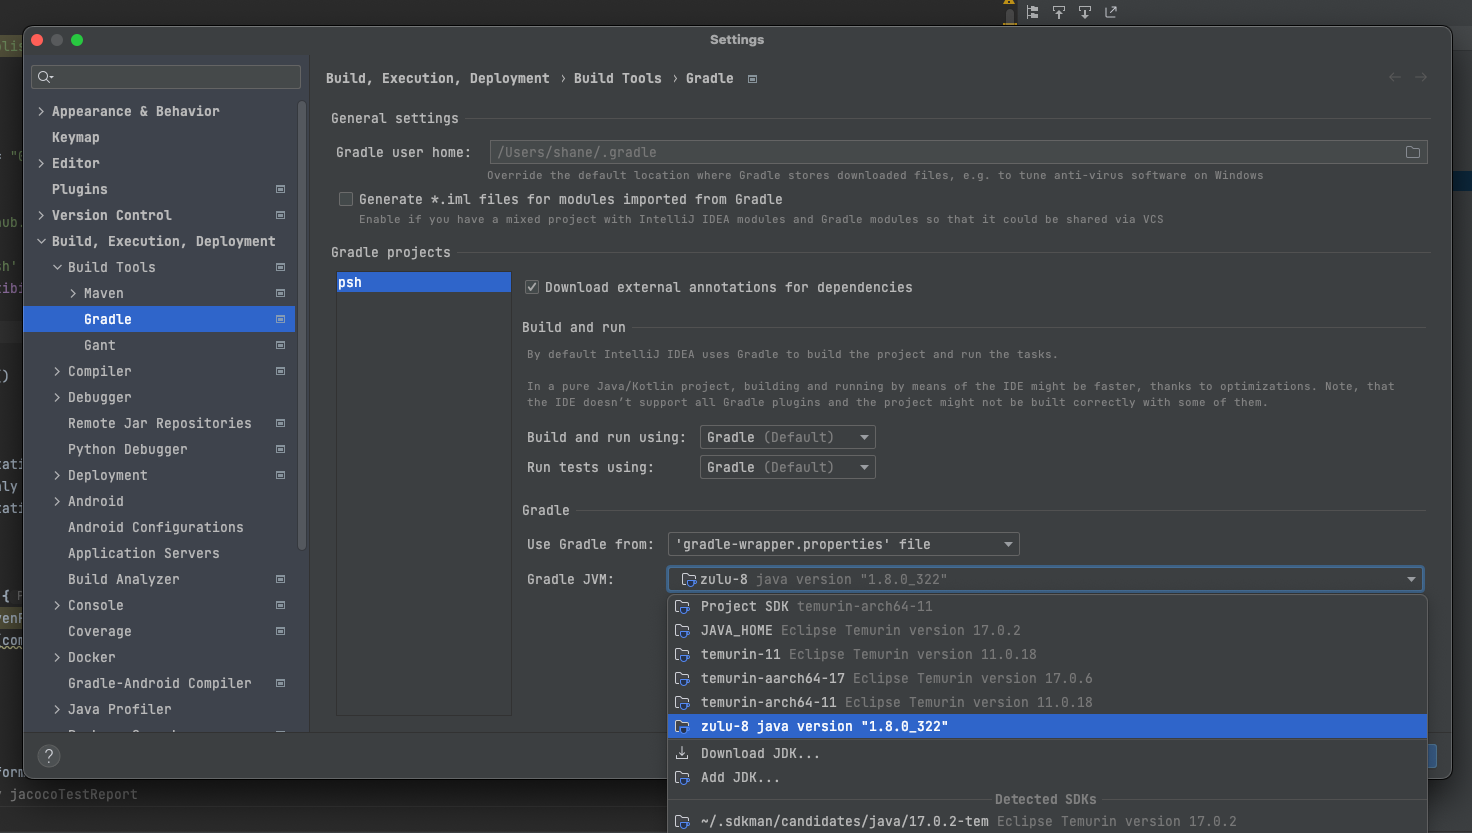 Settings
Appearance & Behavior
Keymap
Editor
Plugins
Version Control
Build, Execution, Deployment
Build Tools
Maven
Gradle
Gant
Compiler
Debugger
Remote Jar Repositories
Python Debugger
Deployment
Android
Android Configurations
Application Servers
Build Analyzer
Console
Coverage
Docker
Gradle-Android Compiler
Java Profiler
?
Build, Execution, Deployment › Build Tools › Gradle
General settings
Gradle user home: /Users/shane/.gradle
Override the default location where Gradle stores downloaded files, e.g. to tune anti-virus software on Windows
Generate *.iml files for modules imported from Gradle
Enable if you have a mixed project with IntelliJ IDEA modules and Gradle modules so that it could be shared via VCS
Gradle projects
psh
Download external annotations for dependencies
Build and run
By default IntelliJ IDEA uses Gradle to build the project and run the tasks.
In a pure Java/Kotlin project, building and running by means of the IDE might be faster, thanks to optimizations. Note, that
the IDE doesn’t support all Gradle plugins and the project might not be built correctly with some of them.
Build and run using: Gradle (Default)
Run tests using: Gradle (Default)
Gradle
Use Gradle from: 'gradle-wrapper.properties' file
Gradle JVM: zulu-8 java version "1.8.0_322"
Project SDK temurin-arch64-11
JAVA_HOME Eclipse Temurin version 17.0.2
temurin-11 Eclipse Temurin version 11.0.18
temurin-aarch64-17 Eclipse Temurin version 17.0.6
temurin-arch64-11 Eclipse Temurin version 11.0.18
zulu-8 java version "1.8.0_322"
Download JDK...
Add JDK...
Detected SDKs
~/.sdkman/candidates/java/17.0.2-tem Eclipse Temurin version 17.0.2
jacocoTestReport